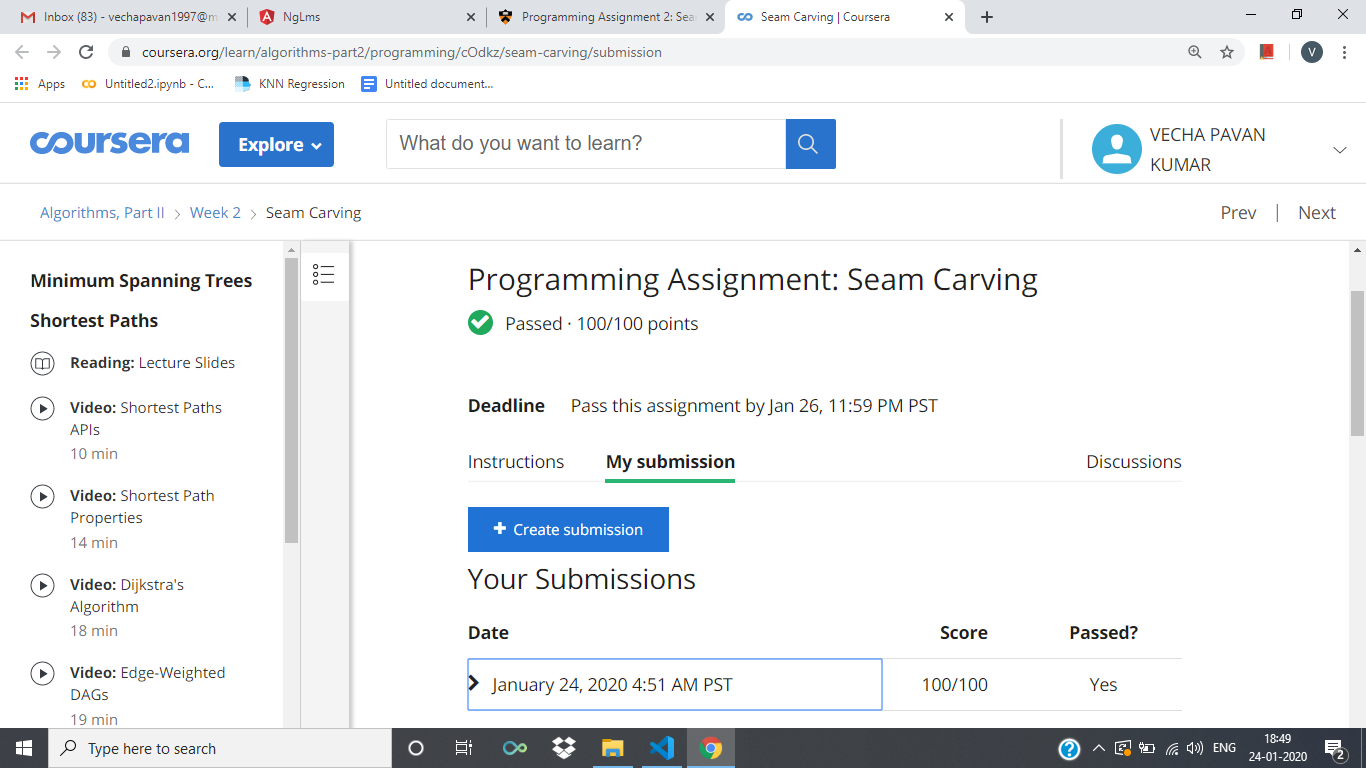 Inbox (83) - vechapavan1997@m
NgLms
Programming Assignment 2: Sea
Seam Carving | Coursera
coursera.org/learn/algorithms-part2/programming/cOdkz/seam-carving/submission
V
Apps
Untitled2.ipynb - C...
KNN Regression
Untitled document...
coursera
Explore
What do you want to learn?
VECHA PAVAN
KUMAR
Algorithms, Part II > Week 2 > Seam Carving
Prev | Next
Minimum Spanning Trees
Shortest Paths
Reading: Lecture Slides
Video: Shortest Paths
APIs
10 min
Video: Shortest Path
Properties
14 min
Video: Dijkstra's
Algorithm
18 min
Video: Edge-Weighted
DAGs
19 min
Programming Assignment: Seam Carving
Passed · 100/100 points
Deadline Pass this assignment by Jan 26, 11:59 PM PST
Instructions My submission Discussions
+ Create submission
Your Submissions
Date Score Passed?
January 24, 2020 4:51 AM PST 100/100 Yes
Type here to search
ENG
18:49
24-01-2020
2